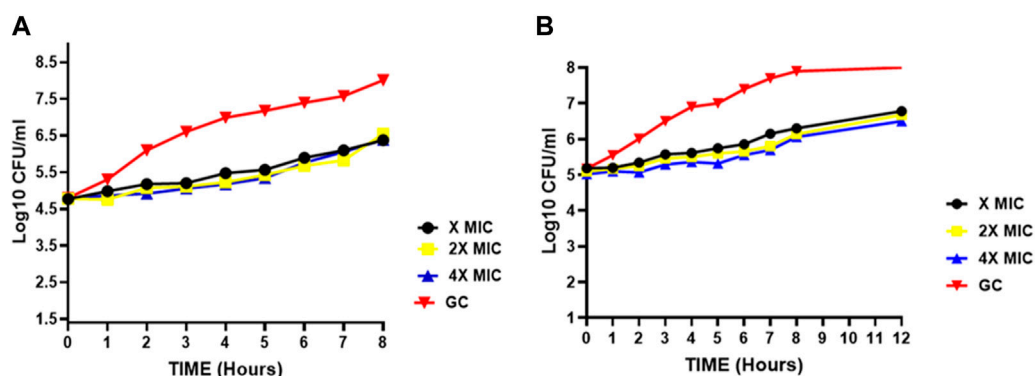 A
Log10 CFU/ml
8.5
7.5
6.5
5.5
4.5
3.5
2.5
1.5
0 1 2 3 4 5 6 7 8
TIME (Hours)
X MIC
2X MIC
4X MIC
GC
B
Log10 CFU/ml
8
7
6
5
4
3
2
1
0 1 2 3 4 5 6 7 8 9 10 11 12
TIME (Hours)
X MIC
2X MIC
4X MIC
GC